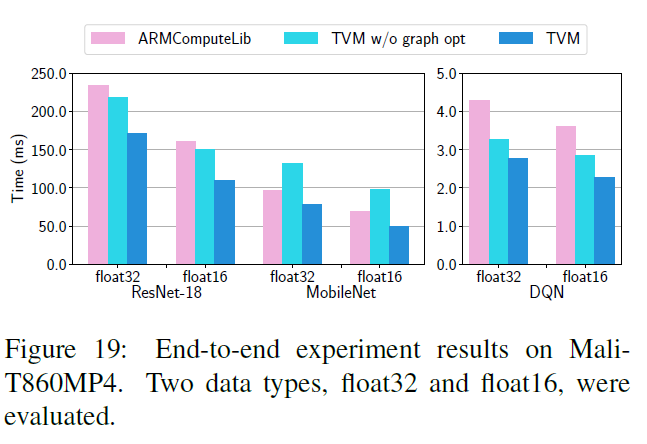 ARMComputeLib TVM w/o graph opt TVM
250.0
200.0
150.0
100.0
50.0
0.0
Time (ms)
float32 float16 float32 float16
ResNet-18 MobileNet
5.0
4.0
3.0
2.0
1.0
0.0
float32 float16
DQN
Figure 19: End-to-end experiment results on Mali-
T860MP4. Two data types, float32 and float16, were
evaluated.